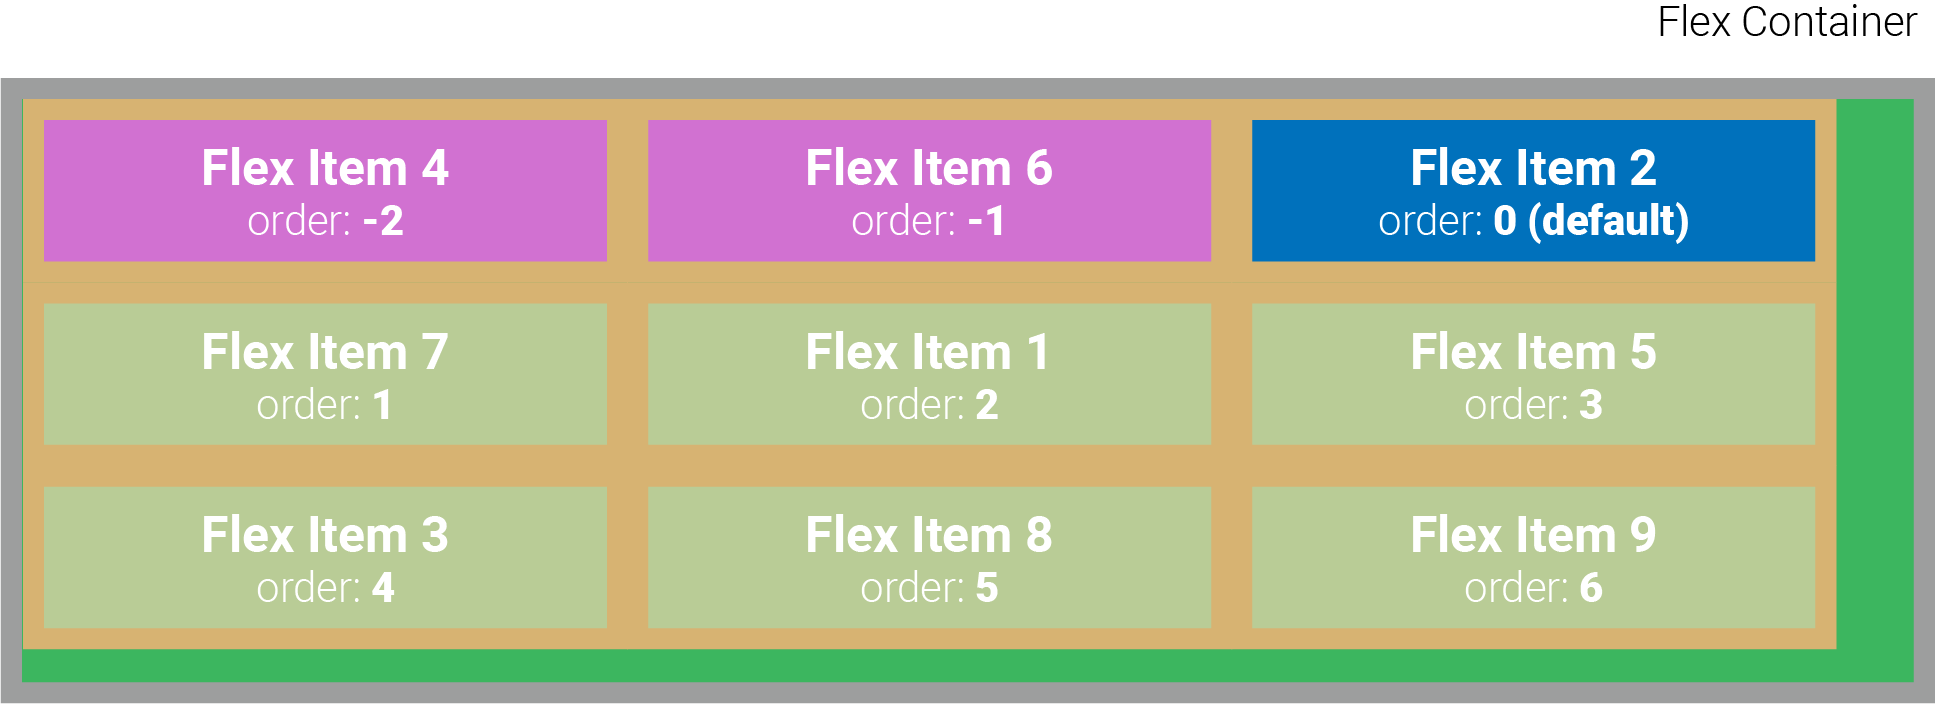 Flex Container
Flex Item 4
order: -2
Flex Item 6
order: -1
Flex Item 2
order: 0 (default)
Flex Item 7
order: 1
Flex Item 1
order: 2
Flex Item 5
order: 3
Flex Item 3
order: 4
Flex Item 8
order: 5
Flex Item 9
order: 6